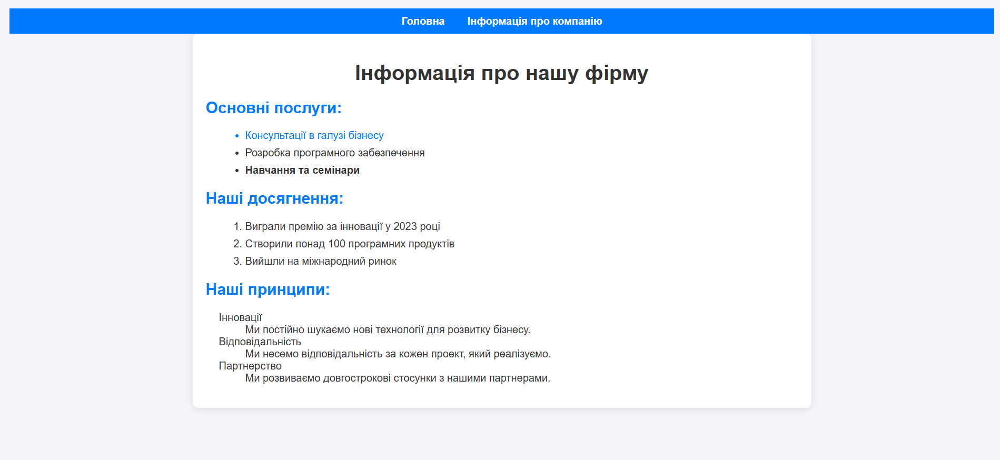 Головна Інформація про компанію
Інформація про нашу фірму
Основні послуги:
• Консультації в галузі бізнесу
• Розробка програмного забезпечення
• Навчання та семінари
Наші досягнення:
1. Виграли премію за інновації у 2023 році
2. Створили понад 100 програмних продуктів
3. Вийшли на міжнародний ринок
Наші принципи:
Інновації
Ми постійно шукаємо нові технології для розвитку бізнесу.
Відповідальність
Ми несемо відповідальність за кожен проект, який реалізуємо.
Партнерство
Ми розвиваємо довгострокові стосунки з нашими партнерами.